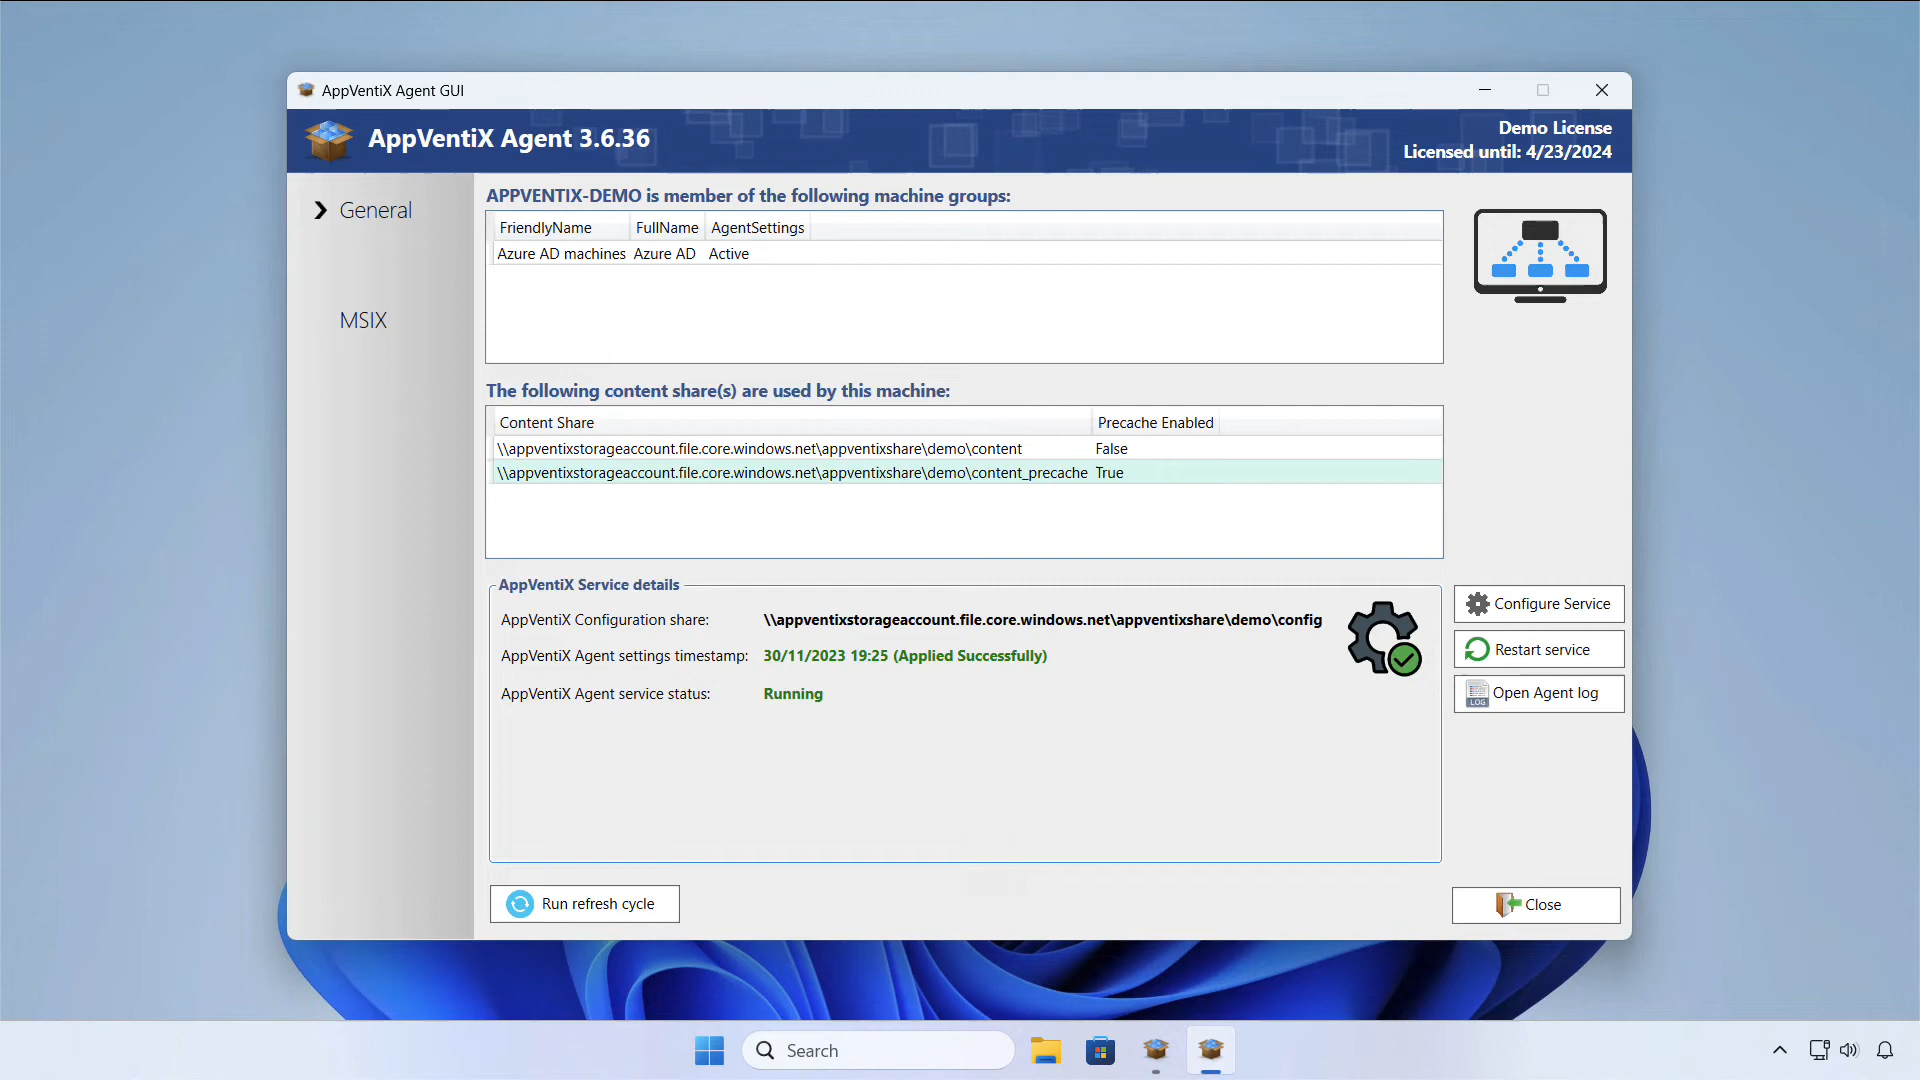 AppVentiX Agent GUI
AppVentiX Agent 3.6.36
Demo License
Licensed until: 4/23/2024
General
MSIX
APPVENTIX-DEMO is member of the following machine groups:
FriendlyName FullName AgentSettings
Azure AD machines Azure AD Active
The following content share(s) are used by this machine:
Content Share Precache Enabled
\\appventixstorageaccount.file.core.windows.net\appventixshare\demo\content False
\\appventixstorageaccount.file.core.windows.net\appventixshare\demo\content_precache True
AppVentiX Service details
AppVentiX Configuration share: \\appventixstorageaccount.file.core.windows.net\appventixshare\demo\config
AppVentiX Agent settings timestamp: 30/11/2023 19:25 (Applied Successfully)
AppVentiX Agent service status: Running
Configure Service
Restart service
LOG Open Agent log
Run refresh cycle
Close
Search